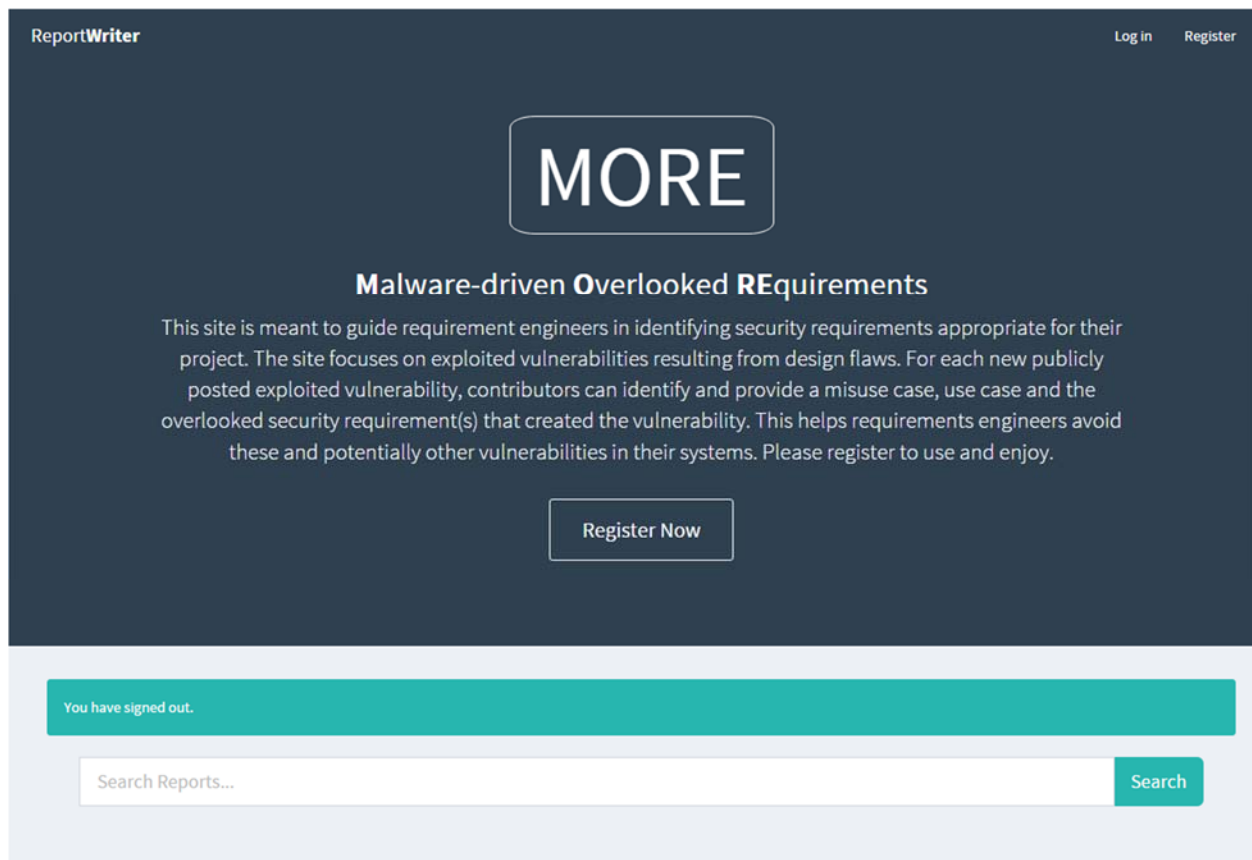 ReportWriter
Log in
Register
MORE
Malware-driven Overlooked REquirements
This site is meant to guide requirement engineers in identifying security requirements appropriate for their
project. The site focuses on exploited vulnerabilities resulting from design flaws. For each new publicly
posted exploited vulnerability, contributors can identify and provide a misuse case, use case and the
overlooked security requirement(s) that created the vulnerability. This helps requirements engineers avoid
these and potentially other vulnerabilities in their systems. Please register to use and enjoy.
Register Now
You have signed out.
Search Reports...
Search